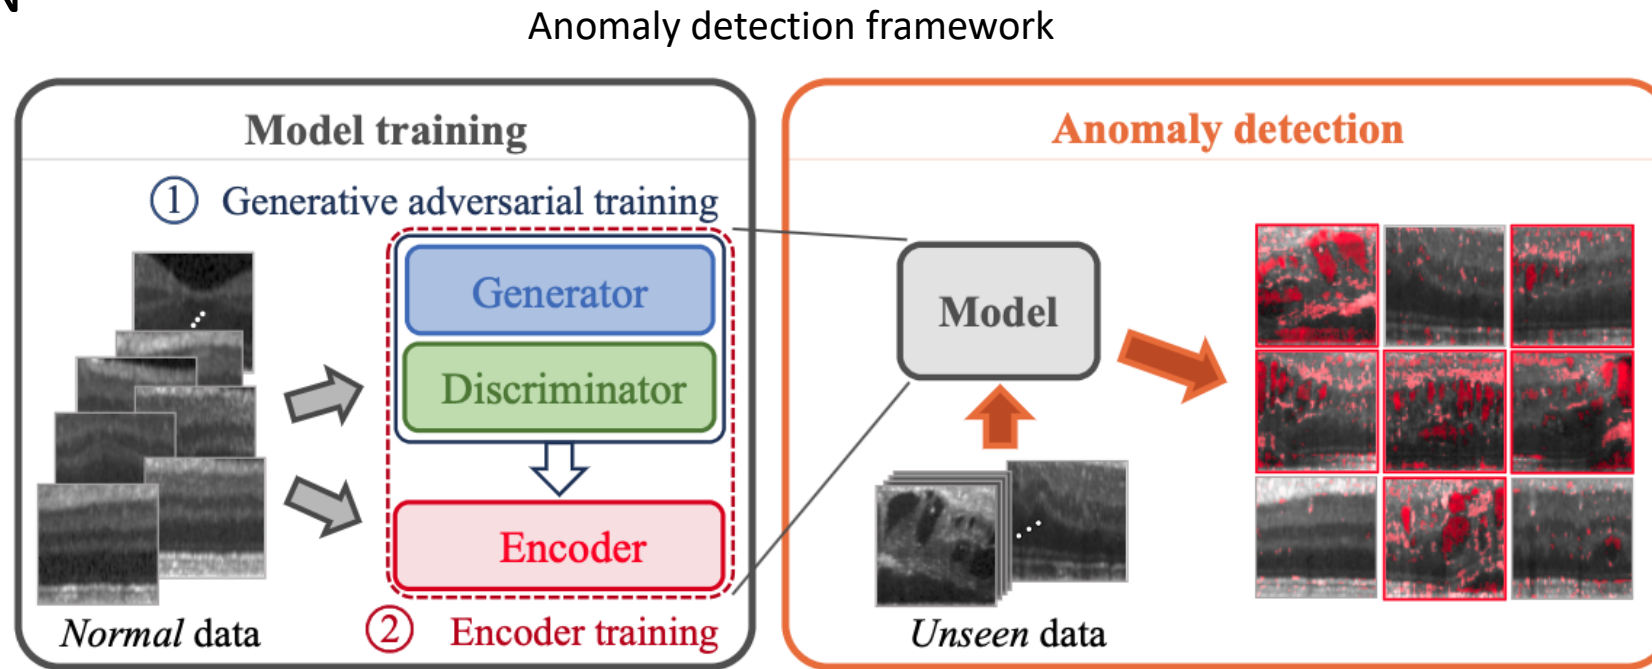 Anomaly detection framework
Model training
① Generative adversarial training
Generator
Discriminator
Encoder
Normal data
② Encoder training
Anomaly detection
Model
Unseen data